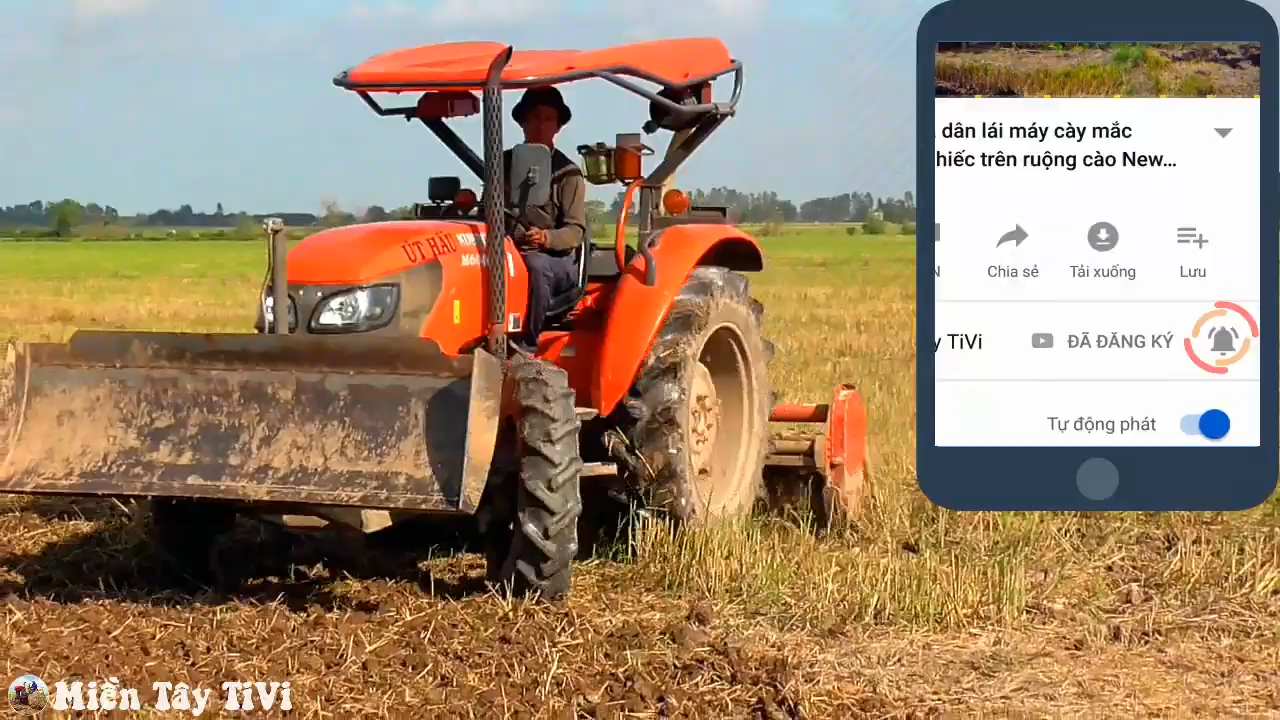 ÚT HẬU
dân lái máy cày mắc
hiếc trên ruộng cào New...
Chia sẻ
Tải xuống
Lưu
TiVi
ĐÃ ĐĂNG KÝ
Tự động phát
Miền Tây TiVi